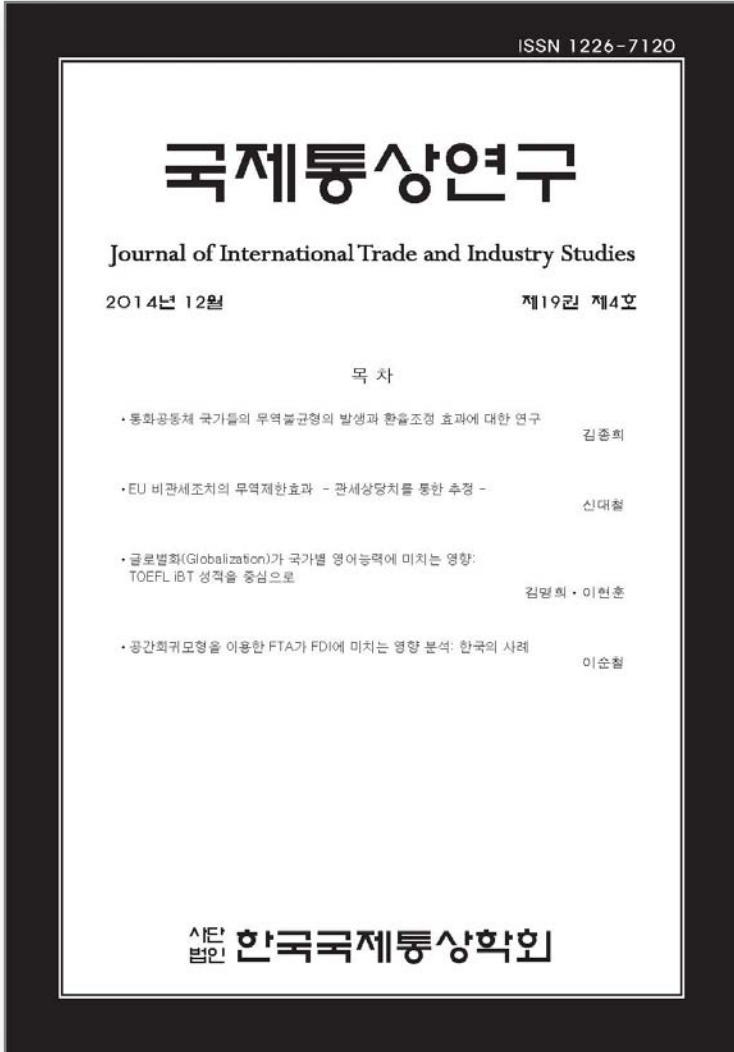 ISSN 1226-7120
국제통상연구
Journal of International Trade and Industry Studies
2014년 12월 제19권 제4호
목 차
• 통화공동체 국가들의 무역불균형의 발생과 환율조정 효과에 대한 연구
김종희
• EU 비관세조치의 무역제한효과 - 관세상당치를 통한 추정 -
신대철
• 글로벌화(Globalization)가 국가별 영어능력에 미치는 영향:
TOEFL iBT 성적을 중심으로
김명희 • 이현훈
• 공간회귀모형을 이용한 FTA가 FDI에 미치는 영향 분석: 한국의 사례
이순철
사단
법인 한국국제통상학회